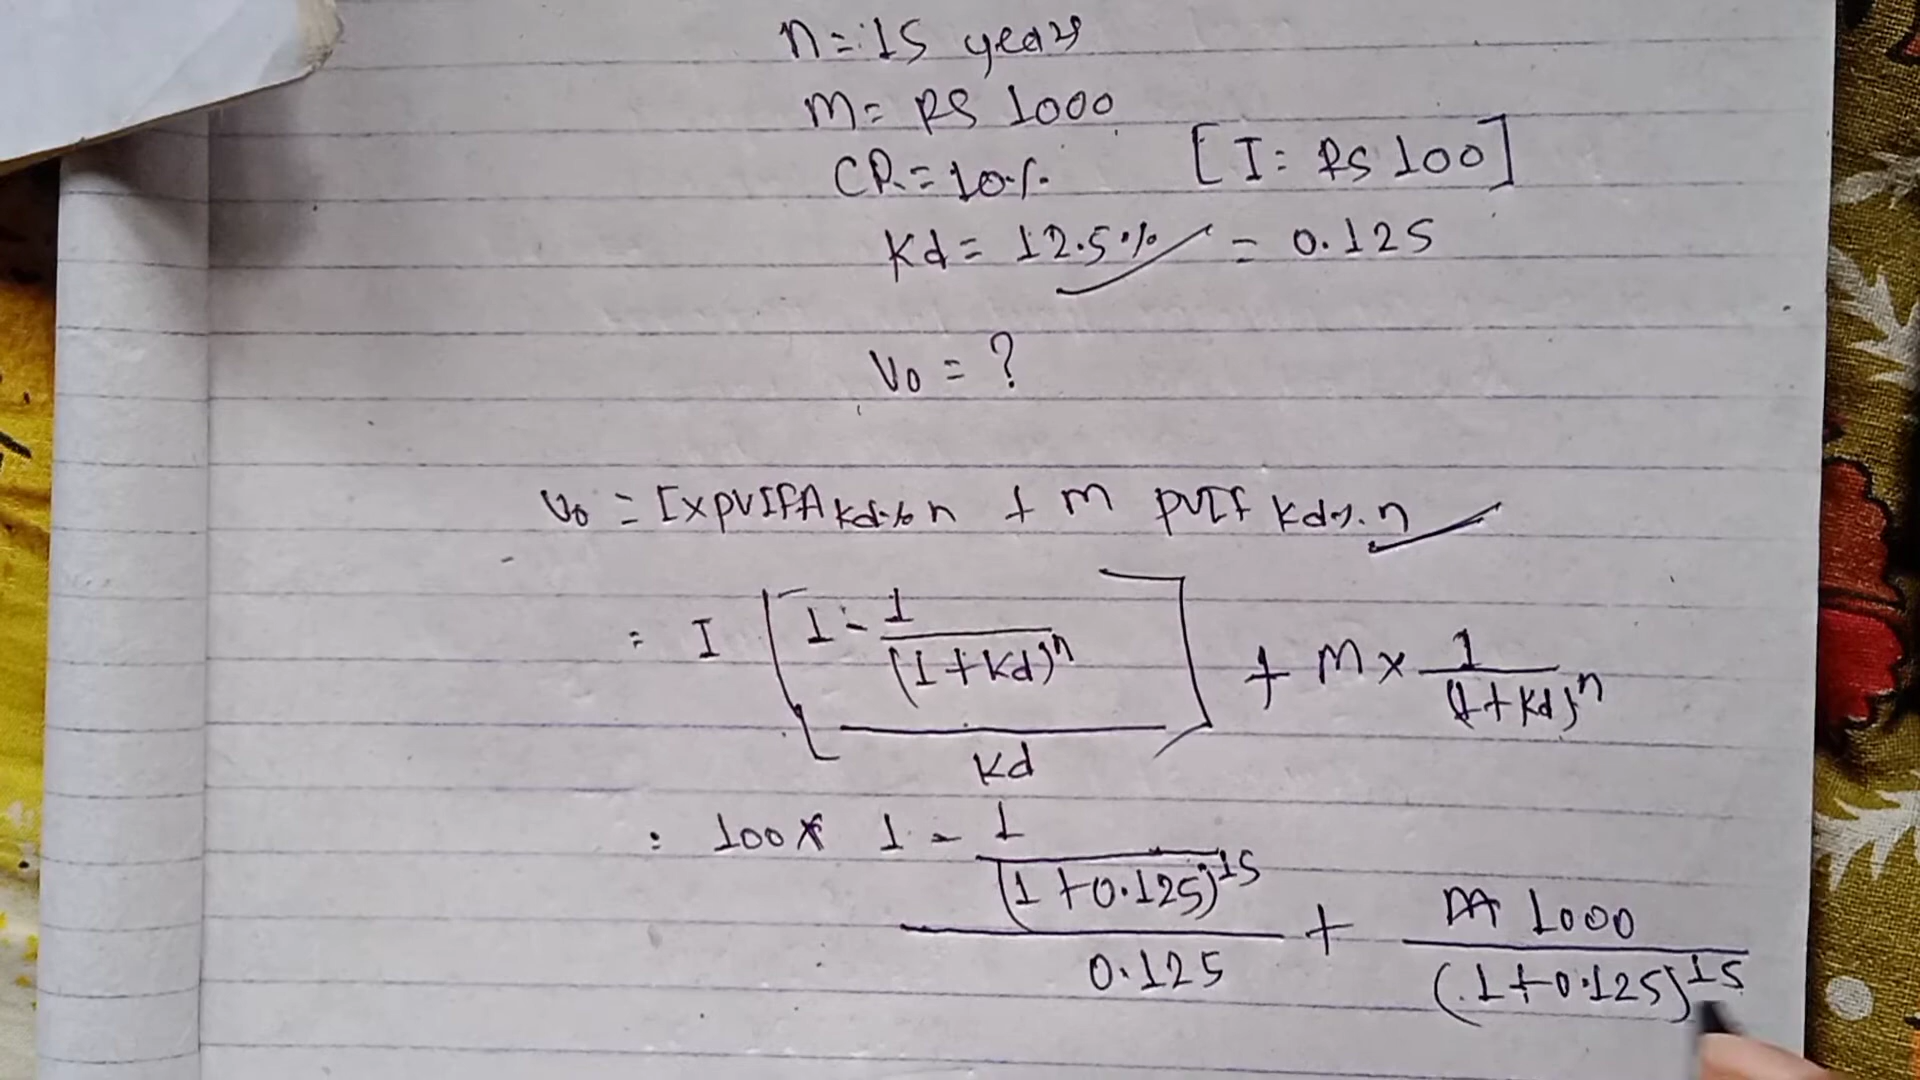 n = 15 years
M = RS 1000
CR = 10% [I: RS 100]
Kd = 12.5% = 0.125
V0 = ?
V0 = I x PVIFA Kd% n + m PVIF Kd%. n
= I [ 1 - 1 / (1+Kd)^n / Kd ] + M x 1 / (1+Kd)^n
: 100 x 1 - 1 / (1+0.125)^15 / 0.125 + 1000 / (1+0.125)^15